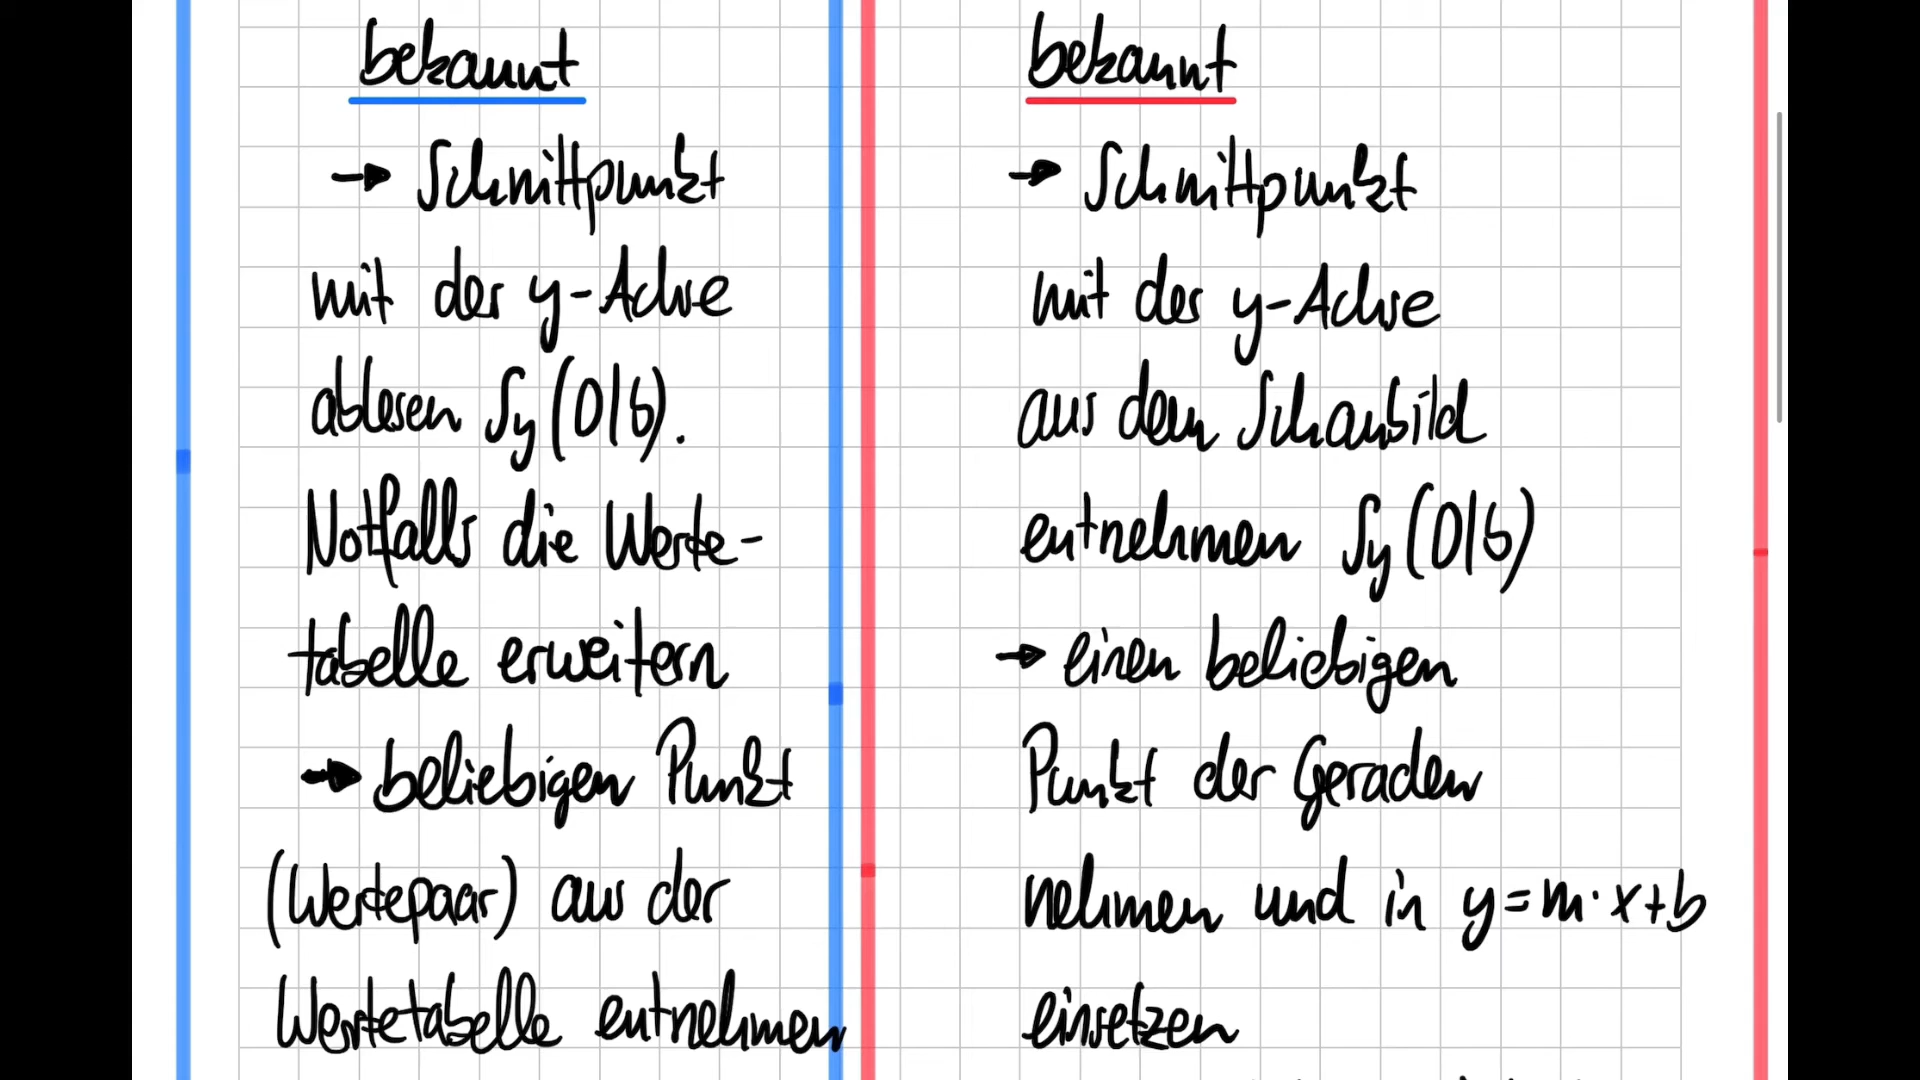 bekannt
→ Schnittpunkt
mit der y-Achse
ablesen Sy(0|b).
Notfalls die Werte-
tabelle erweitern
→ beliebigen Punkt
(Wertepaar) aus der
Wertetabelle entnehmen
bekannt
→ Schnittpunkt
mit der y-Achse
aus dem Schaubild
entnehmen Sy(0|b)
→ einen beliebigen
Punkt der Geraden
nehmen und in y=m·x+b
einsetzen